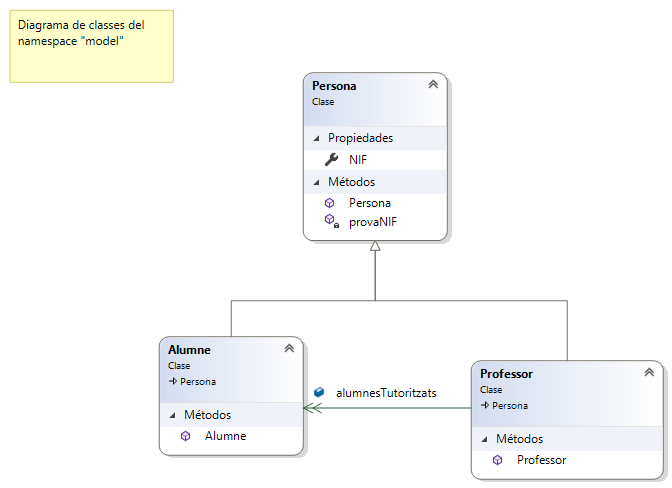 Diagrama de classes del
namespace "model"
Persona
Clase
Propiedades
NIF
Métodos
Persona
provaNIF
Alumne
Clase
Persona
Métodos
Alumne
alumnesTutoritzats
Professor
Clase
Persona
Métodos
Professor